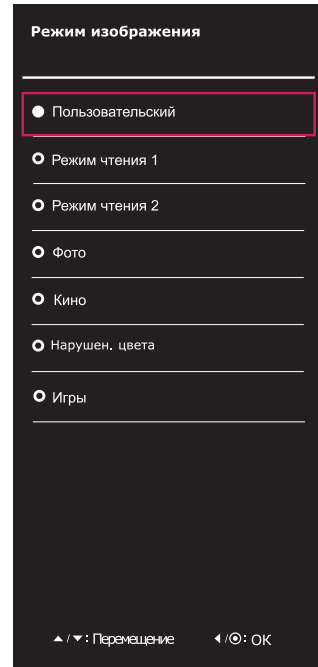 Режим изображения
Пользовательский
Режим чтения 1
Режим чтения 2
Фото
Кино
Нарушен. цвета
Игры
▲/▼: Перемещение ◀/⦿: OK